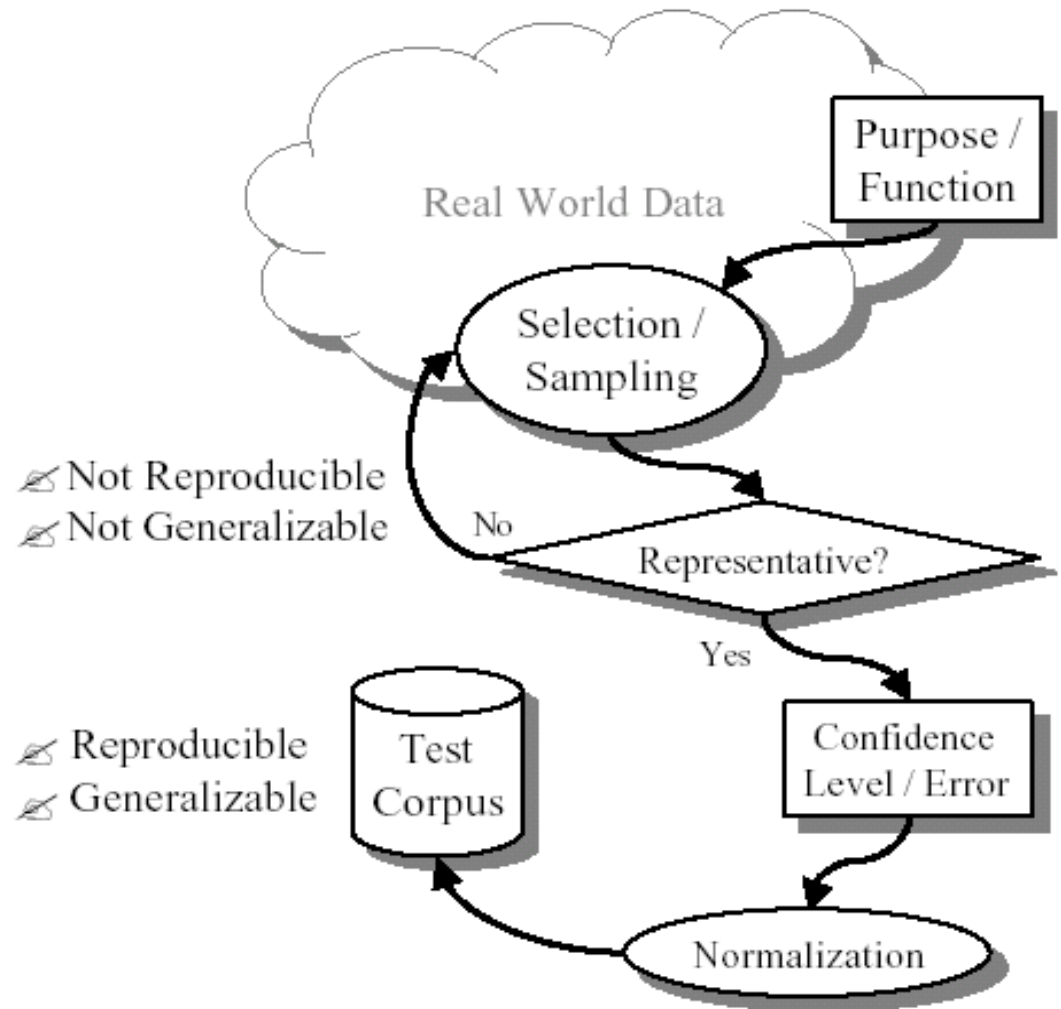 Purpose /
Function
Real World Data
Selection /
Sampling
Not Reproducible
Not Generalizable
No
Representative?
Yes
Confidence
Level / Error
Reproducible
Generalizable
Test
Corpus
Normalization